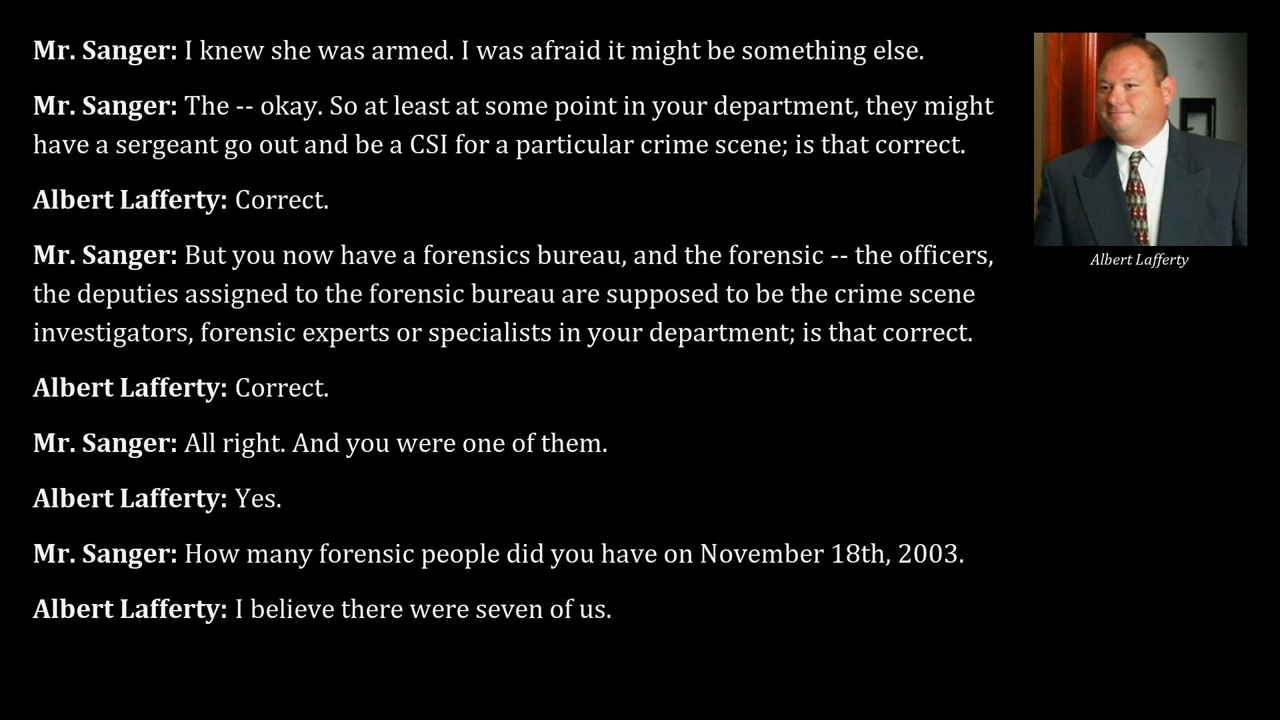 Mr. Sanger: I knew she was armed. I was afraid it might be something else.
Mr. Sanger: The -- okay. So at least at some point in your department, they might
have a sergeant go out and be a CSI for a particular crime scene; is that correct.
Albert Lafferty: Correct.
Mr. Sanger: But you now have a forensics bureau, and the forensic -- the officers,
the deputies assigned to the forensic bureau are supposed to be the crime scene
investigators, forensic experts or specialists in your department; is that correct.
Albert Lafferty: Correct.
Mr. Sanger: All right. And you were one of them.
Albert Lafferty: Yes.
Mr. Sanger: How many forensic people did you have on November 18th, 2003.
Albert Lafferty: I believe there were seven of us.
Albert Lafferty